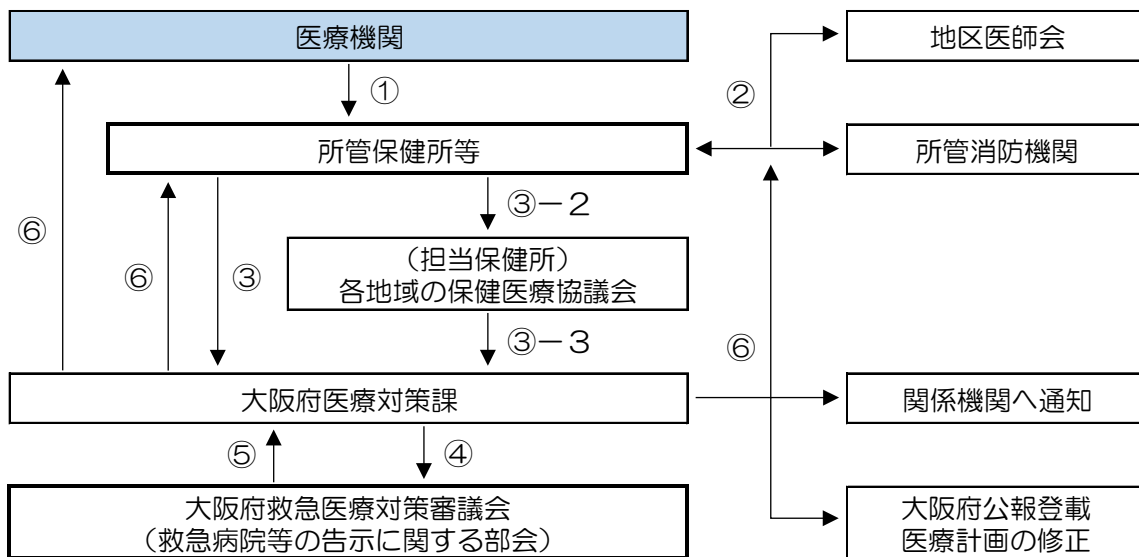 医療機関
地区医師会
①
②
所管保健所等
所管消防機関
③－２
⑥
⑥
③
（担当保健所）
各地域の保健医療協議会
③－３
⑥
大阪府医療対策課
関係機関へ通知
⑤
④
大阪府救急医療対策審議会
（救急病院等の告示に関する部会）
大阪府公報登載
医療計画の修正